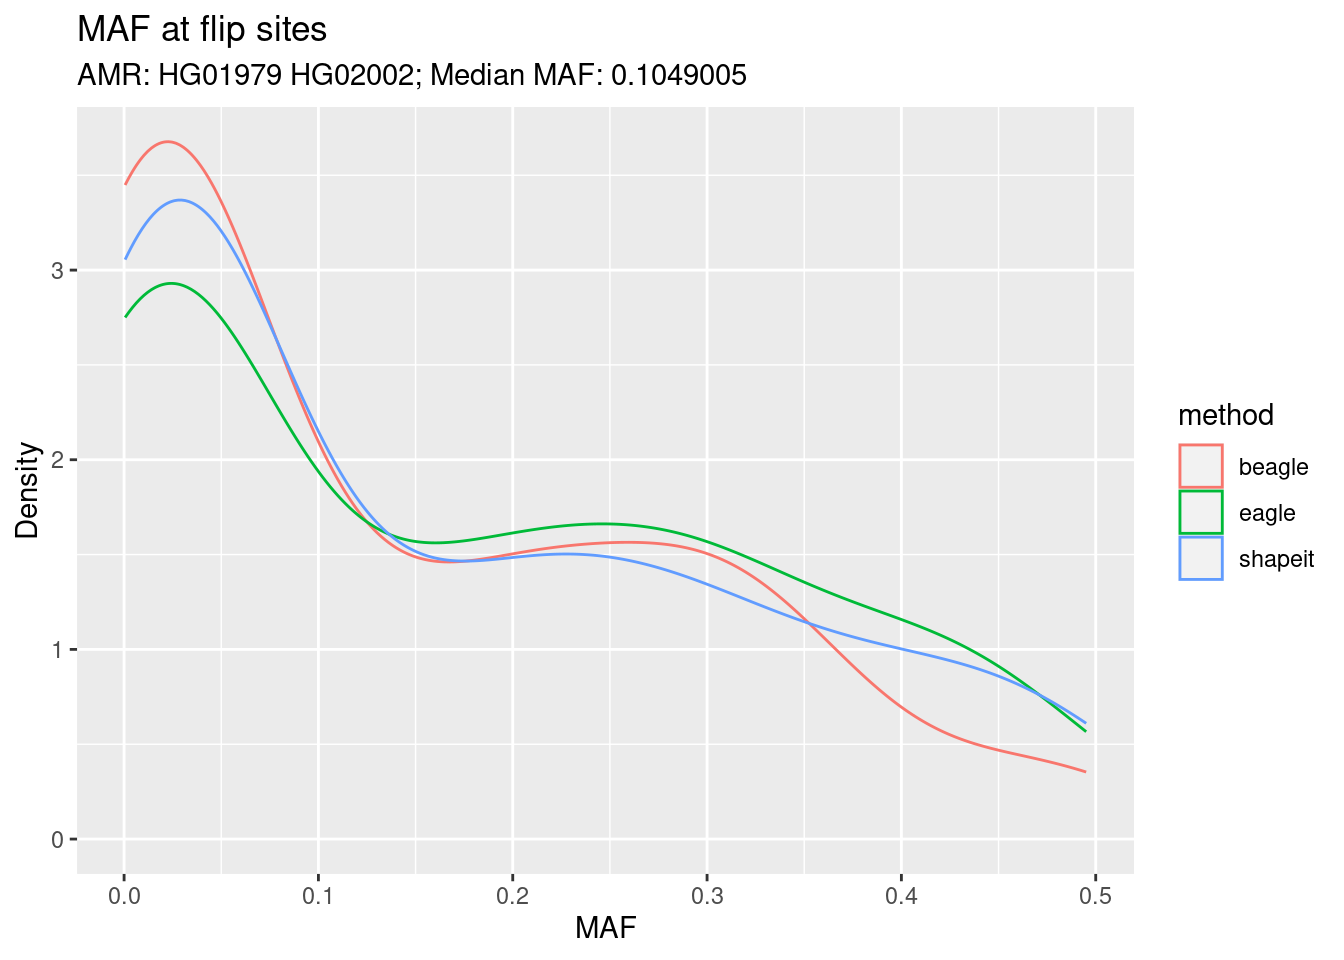 MAF at flip sites
AMR: HG01979 HG02002; Median MAF: 0.1049005
Density
3
2
1
0
0.0 0.1 0.2 0.3 0.4 0.5
MAF
method
beagle
eagle
shapeit